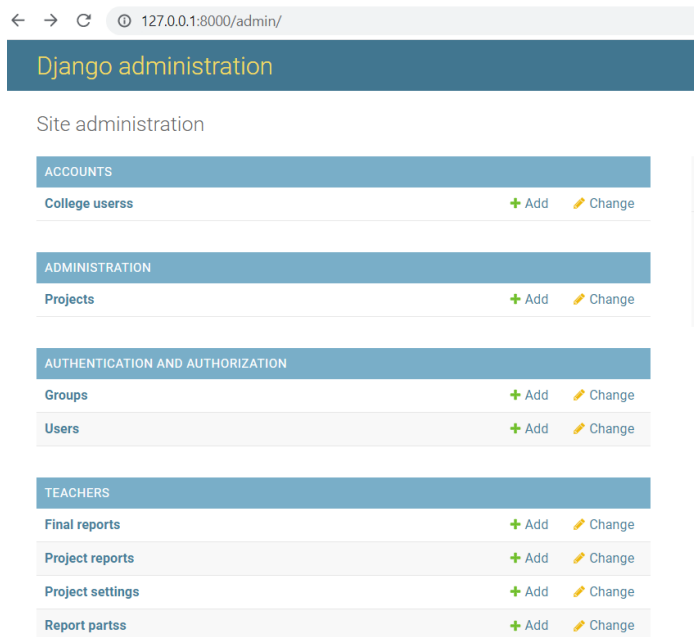 127.0.0.1:8000/admin/
Django administration
Site administration
ACCOUNTS
College userss Add Change
ADMINISTRATION
Projects Add Change
AUTHENTICATION AND AUTHORIZATION
Groups Add Change
Users Add Change
TEACHERS
Final reports Add Change
Project reports Add Change
Project settings Add Change
Report partss Add Change